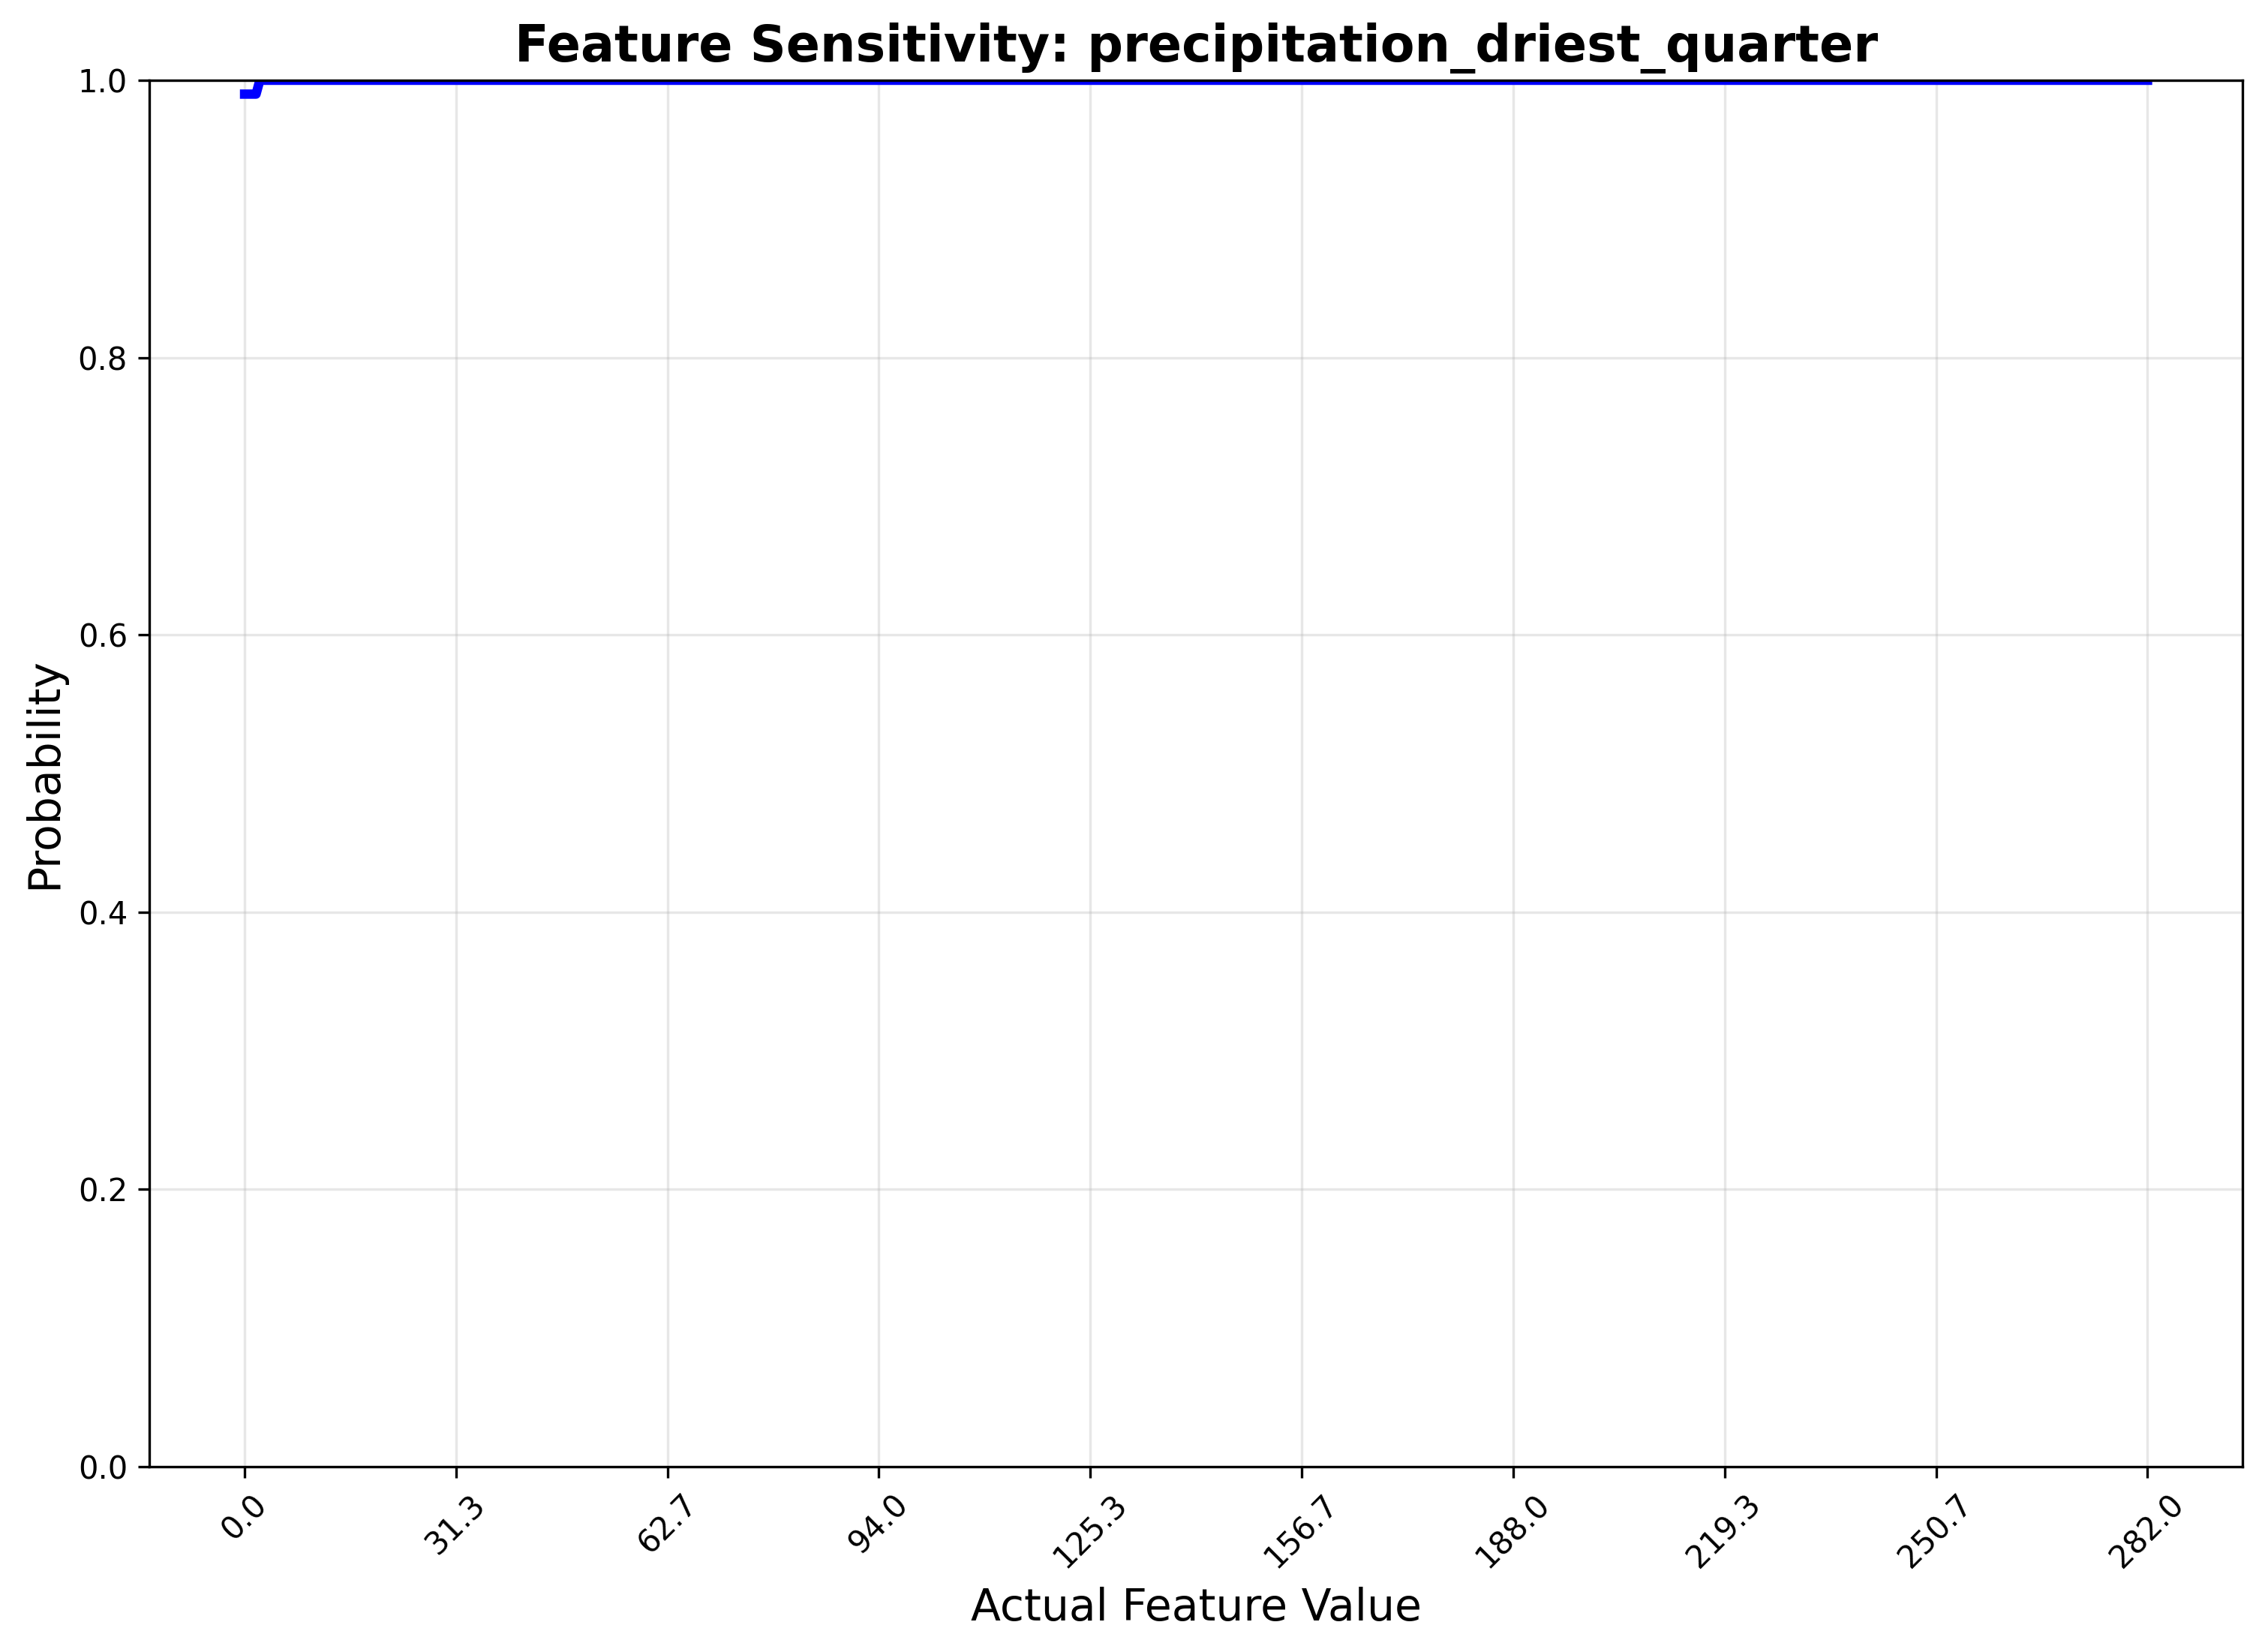 Feature Sensitivity: precipitation_driest_quarter
1.0
0.8
0.6
0.4
0.2
0.0
Probability
0.0 31.3 62.7 94.0 125.3 156.7 188.0 219.3 250.7 282.0
Actual Feature Value